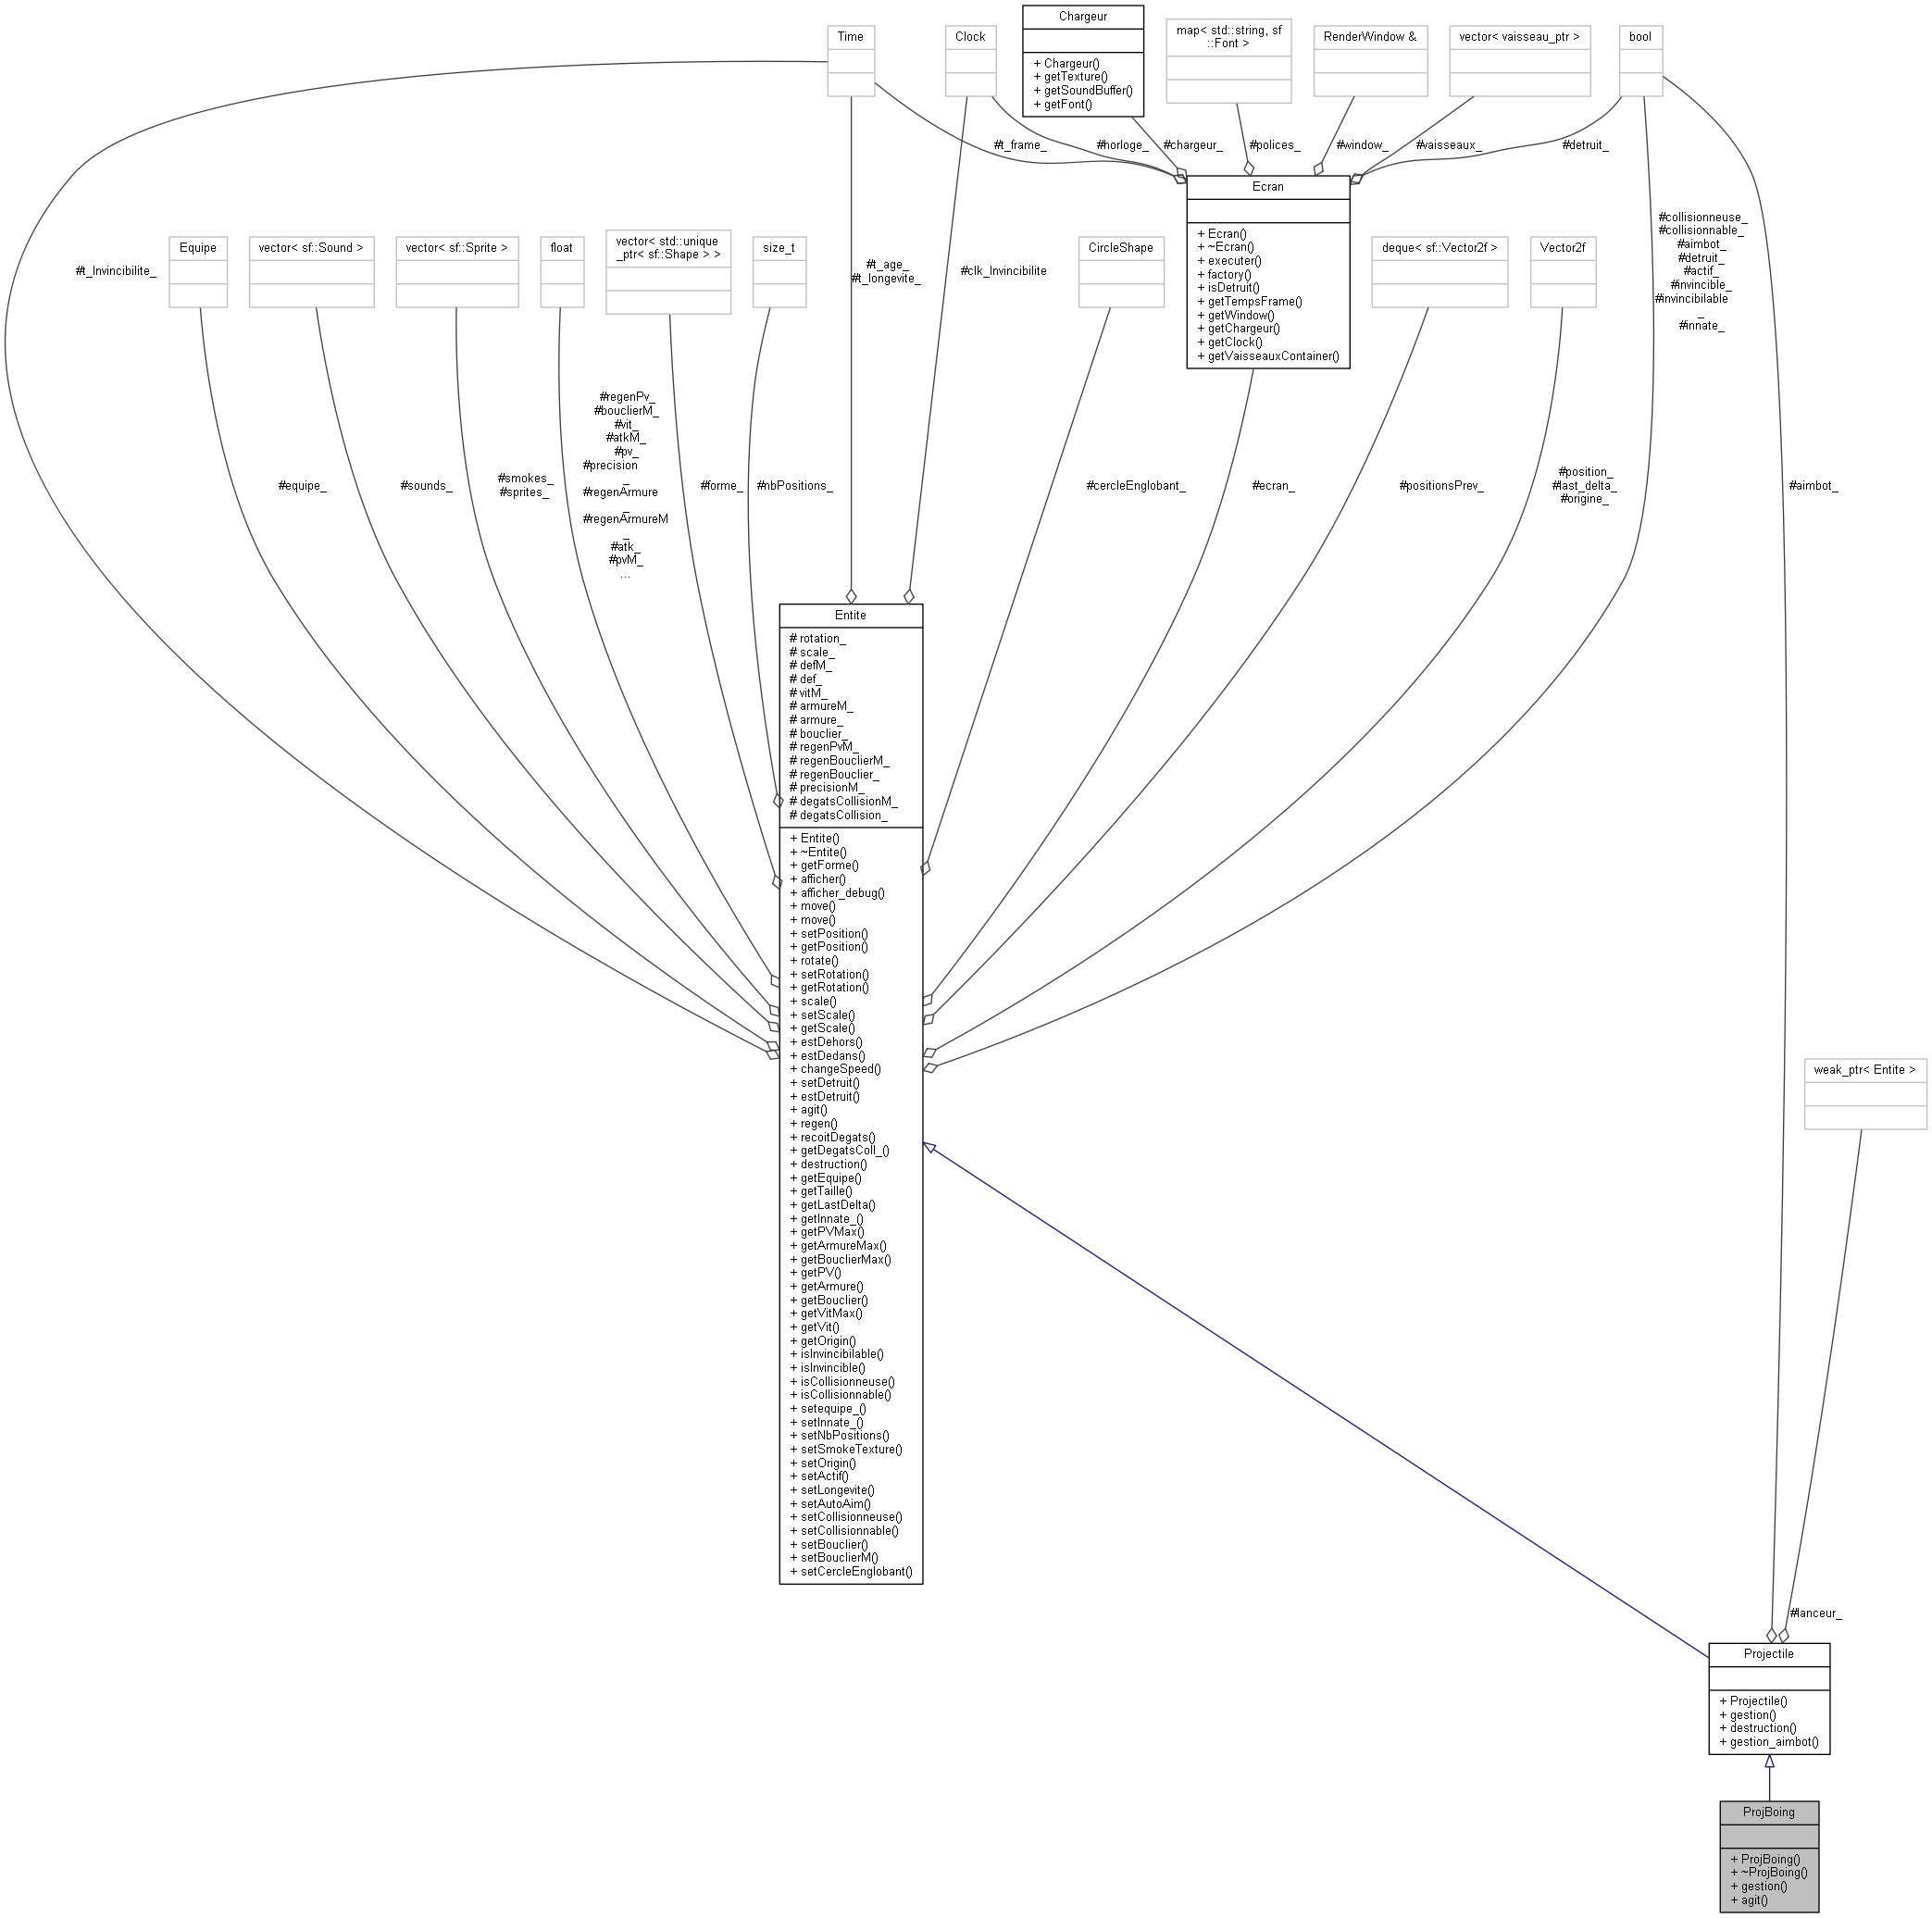 Time
Clock
Chargeur
+ Chargeur()
+ getTexture()
+ getSoundBuffer()
+ getFont()
map< std::string, sf
::Font >
RenderWindow &
vector< vaisseau_ptr >
bool
#t_frame_
#horloge_
#chargeur_
#polices_
#window_
#vaisseaux_
#detruit_
Ecran
+ Ecran()
+ ~Ecran()
+ executer()
+ factory()
+ isDetruit()
+ getTempsFrame()
+ getWindow()
+ getChargeur()
+ getClock()
+ getVaisseauxContainer()
#t_Invincibilite_
Equipe
vector< sf::Sound >
vector< sf::Sprite >
float
vector< std::unique
_ptr< sf::Shape > >
size_t
#t_age_
#t_longevite_
#clk_Invincibilite
CircleShape
deque< sf::Vector2f >
Vector2f
#collisionneuse_
#collisionnable_
#aimbot_
#detruit_
#actif_
#invincible_
#invincibilable
_
#innate_
#equipe_
#sounds_
#smokes_
#sprites_
#regenPv_
#bouclierM_
#vit_
#atkM_
#pv_
#precision
_
#regenArmure
_
#regenArmureM
_
#atk_
#pvM_
...
#forme_
#nbPositions_
#cercleEnglobant_
#ecran_
#positionsPrev_
#position_
#last_delta_
#origine_
#aimbot_
Entite
# rotation_
# scale_
# defM_
# def_
# vitM_
# armureM_
# armure_
# bouclier_
# regenPvM_
# regenBouclierM_
# regenBouclier_
# precisionM_
# degatsCollisionM_
# degatsCollision_
+ Entite()
+ ~Entite()
+ getForme()
+ afficher()
+ afficher_debug()
+ move()
+ move()
+ setPosition()
+ getPosition()
+ rotate()
+ setRotation()
+ getRotation()
+ scale()
+ setScale()
+ getScale()
+ estDehors()
+ estDedans()
+ changeSpeed()
+ setDetruit()
+ estDetruit()
+ agit()
+ regen()
+ recoitDegats()
+ getDegatsColl_()
+ destruction()
+ getEquipe()
+ getTaille()
+ getLastDelta()
+ getInnate_()
+ getPVMax()
+ getArmureMax()
+ getBouclierMax()
+ getPV()
+ getArmure()
+ getBouclier()
+ getVitMax()
+ getVit()
+ getOrigin()
+ isInvincibilable()
+ isInvincible()
+ isCollisionneuse()
+ isCollisionnable()
+ setequipe_()
+ setInnate_()
+ setNbPositions()
+ setSmokeTexture()
+ setOrigin()
+ setActif()
+ setLongevite()
+ setAutoAim()
+ setCollisionneuse()
+ setCollisionnable()
+ setBouclier()
+ setBouclierM()
+ setCercleEnglobant()
weak_ptr< Entite >
#lanceur_
Projectile
+ Projectile()
+ gestion()
+ destruction()
+ gestion_aimbot()
ProjBoing
+ ProjBoing()
+ ~ProjBoing()
+ gestion()
+ agit()